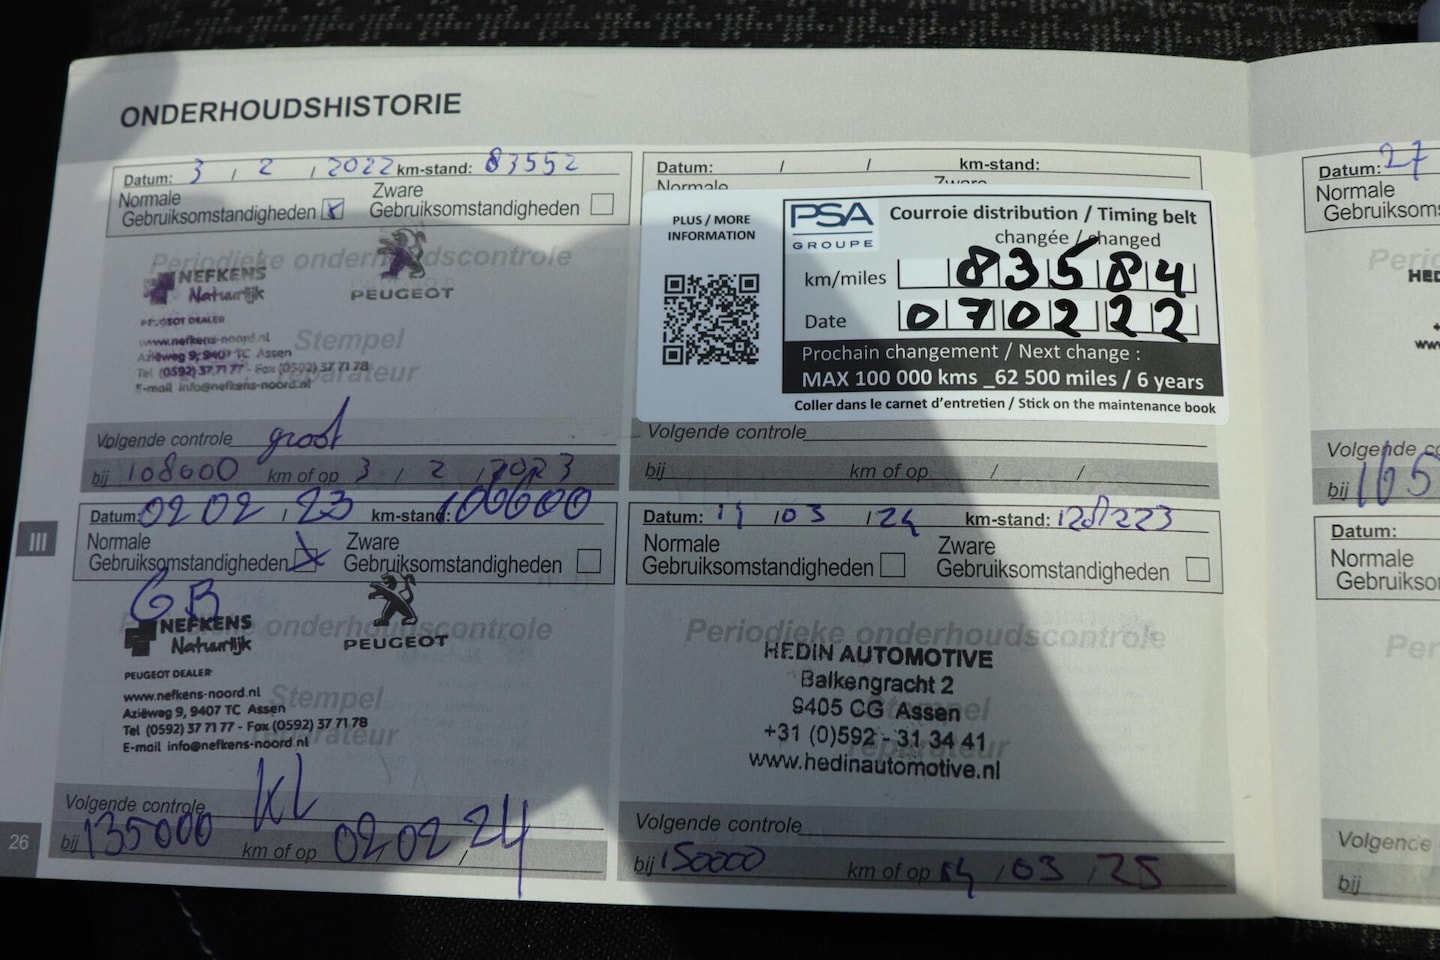 ONDERHOUDSHISTORIE
Datum: 3 / 2 / 2022 km-stand: 83552
Normale Gebruiksomstandigheden x Zware Gebruiksomstandigheden
Periodieke onderhoudscontrole
NEFKENS
Natuurlijk
PEUGEOT
PEUGEOT DEALER
Stempel
www.nefkens-noord.nl
Aziëweg 9, 9407 TC Assen
Tel (0592) 37 71 77 - Fax (0592) 37 71 78
reparateur
E-mail info@nefkens-noord.nl
Volgende controle groot
bij 108600 km of op 3 / 2 / 2023
Datum: / / km-stand:
Normale Zware
PLUS / MORE
INFORMATION
PSA
GROUPE
Courroie distribution / Timing belt
changée / changed
km/miles 83584
Date 070222
Prochain changement / Next change :
MAX 100 000 kms _62 500 miles / 6 years
Coller dans le carnet d'entretien / Stick on the maintenance book
Volgende controle
bij km of op / /
III
Datum: 02 02 / 23 km-stand: 106600
Normale Gebruiksomstandigheden x Zware Gebruiksomstandigheden
GB
Periodieke onderhoudscontrole
NEFKENS
Natuurlijk
PEUGEOT
PEUGEOT DEALER
Stempel
www.nefkens-noord.nl
Aziëweg 9, 9407 TC Assen
Tel (0592) 37 71 77 - Fax (0592) 37 71 78
reparateur
E-mail info@nefkens-noord.nl
Volgende controle kl
bij 135000 km of op 02 02 24
Datum: / 03 / 24 km-stand:
Normale Gebruiksomstandigheden Zware Gebruiksomstandigheden
Periodieke onderhoudscontrole
HEDIN AUTOMOTIVE
Balkengracht 2
9405 CG Assen
Stempel
+31 (0)592 - 31 34 41
reparateur
www.hedinautomotive.nl
Volgende controle
bij 150000 km of op 14 / 03 / 25
26
Datum: 27
Normale
Gebruiksoms
Perio
HED
www
Volgende co
bij 165
Datum:
Normale
Gebruikso
Per
Volgende
bij